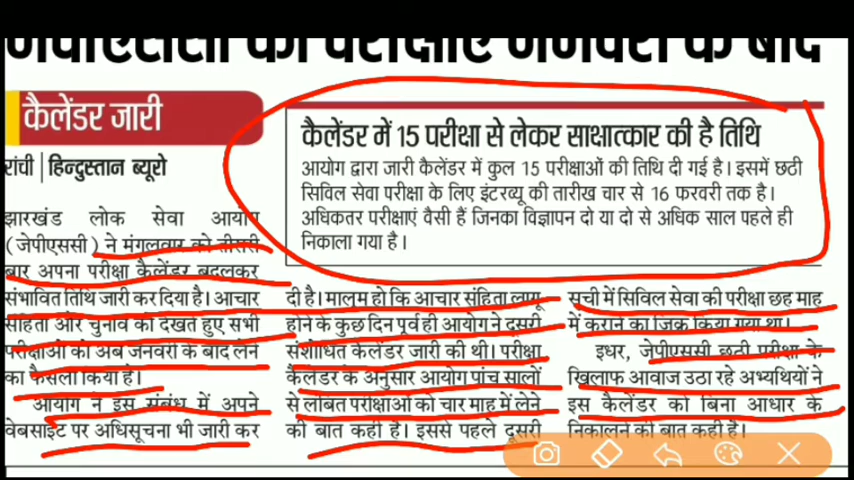 जेपीएससी की परीक्षाएं जनवरी के बाद
कैलेंडर जारी
रांची | हिन्दुस्तान ब्यूरो
कैलेंडर में 15 परीक्षा से लेकर साक्षात्कार की है तिथि
आयोग द्वारा जारी कैलेंडर में कुल 15 परीक्षाओं की तिथि दी गई है। इसमें छठी
सिविल सेवा परीक्षा के लिए इंटरव्यू की तारीख चार से 16 फरवरी तक है।
अधिकतर परीक्षाएं वैसी हैं जिनका विज्ञापन दो या दो से अधिक साल पहले ही
निकाला गया है।
झारखंड लोक सेवा आयोग
(जेपीएससी) ने मंगलवार को तीसरी
बार अपना परीक्षा कैलेंडर बदलकर
संभावित तिथि जारी कर दिया है। आचार
संहिता और चुनाव को देखते हुए सभी
परीक्षाओं को अब जनवरी के बाद लेने
का फैसला किया है।
आयोग ने इस संबंध में अपने
वेबसाईट पर अधिसूचना भी जारी कर
दी है। मालूम हो कि आचार संहिता लागू
होने के कुछ दिन पूर्व ही आयोग ने दूसरी
संशोधित कैलेंडर जारी की थी। परीक्षा
कैलेंडर के अनुसार आयोग पांच सालों
से लंबित परीक्षाओं को चार माह में लेने
की बात कही है। इससे पहले दूसरी
सूची में सिविल सेवा की परीक्षा छह माह
में कराने का जिक्र किया गया था।
इधर, जेपीएससी छठी परीक्षा के
खिलाफ आवाज उठा रहे अभ्यर्थियों ने
इस कैलेंडर को बिना आधार के
निकालने की बात कही है।